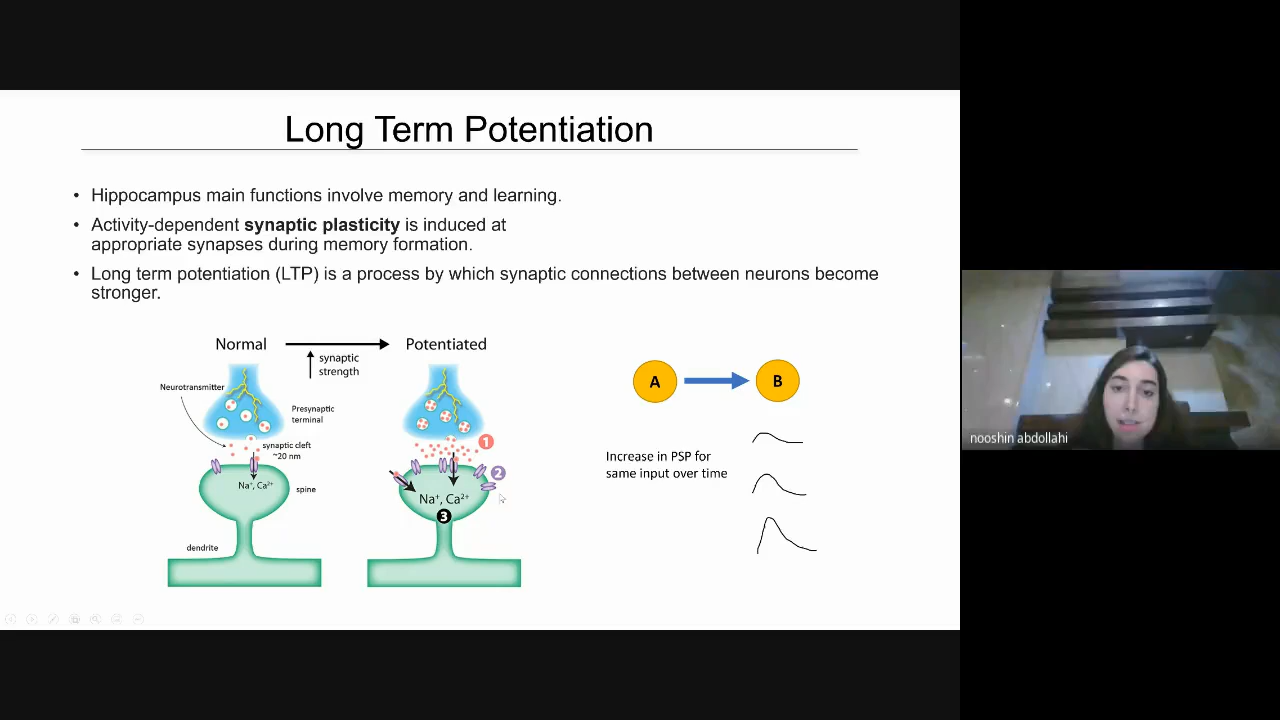 Long Term Potentiation
• Hippocampus main functions involve memory and learning.
• Activity-dependent synaptic plasticity is induced at
appropriate synapses during memory formation.
• Long term potentiation (LTP) is a process by which synaptic connections between neurons become
stronger.
Normal
synaptic
strength
Potentiated
Neurotransmitter
Presynaptic
terminal
synaptic cleft
~20 nm
Na⁺, Ca²⁺
spine
dendrite
1
2
Na⁺, Ca²⁺
3
A
B
Increase in PSP for
same input over time
nooshin abdollahi